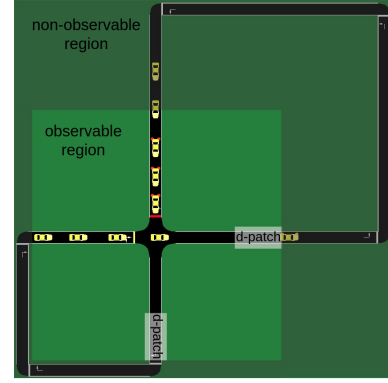 non-observable
region
observable
region
d-patch
d-patch